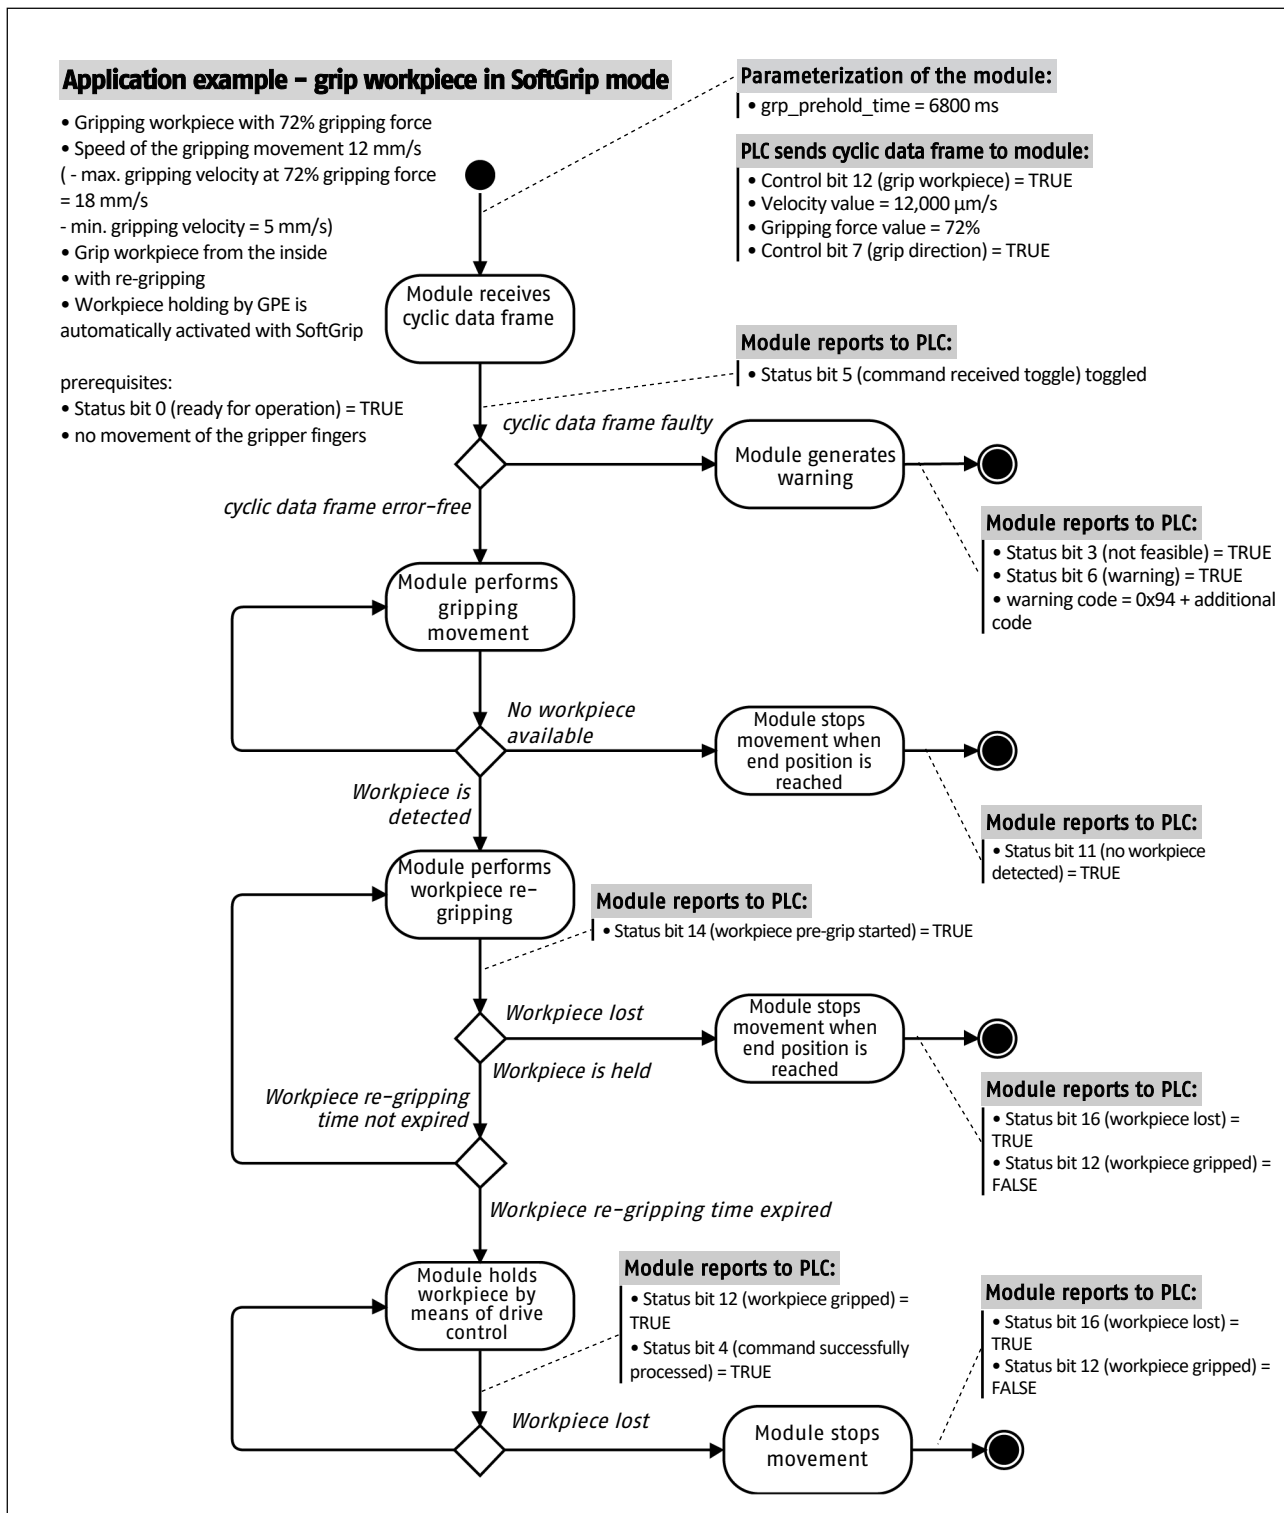 Application example – grip workpiece in SoftGrip mode
• Gripping workpiece with 72% gripping force
• Speed of the gripping movement 12 mm/s
( - max. gripping velocity at 72% gripping force
= 18 mm/s
- min. gripping velocity = 5 mm/s)
• Grip workpiece from the inside
• with re-gripping
• Workpiece holding by GPE is
automatically activated with SoftGrip
prerequisites:
• Status bit 0 (ready for operation) = TRUE
• no movement of the gripper fingers
Parameterization of the module:
• grp_prehold_time = 6800 ms
PLC sends cyclic data frame to module:
• Control bit 12 (grip workpiece) = TRUE
• Velocity value = 12,000 µm/s
• Gripping force value = 72%
• Control bit 7 (grip direction) = TRUE
Module receives
cyclic data frame
Module reports to PLC:
• Status bit 5 (command received toggle) toggled
cyclic data frame faulty
Module generates
warning
cyclic data frame error-free
Module reports to PLC:
• Status bit 3 (not feasible) = TRUE
• Status bit 6 (warning) = TRUE
• warning code = 0x94 + additional
code
Module performs
gripping
movement
No workpiece
available
Module stops
movement when
end position is
reached
Workpiece is
detected
Module reports to PLC:
• Status bit 11 (no workpiece
detected) = TRUE
Module performs
workpiece re-
gripping
Module reports to PLC:
• Status bit 14 (workpiece pre-grip started) = TRUE
Workpiece lost
Module stops
movement when
end position is
reached
Workpiece is held
Workpiece re-gripping
time not expired
Module reports to PLC:
• Status bit 16 (workpiece lost) =
TRUE
• Status bit 12 (workpiece gripped) =
FALSE
Workpiece re-gripping time expired
Module holds
workpiece by
means of drive
control
Module reports to PLC:
• Status bit 12 (workpiece gripped) =
TRUE
• Status bit 4 (command successfully
processed) = TRUE
Module reports to PLC:
• Status bit 16 (workpiece lost) =
TRUE
• Status bit 12 (workpiece gripped) =
FALSE
Workpiece lost
Module stops
movement